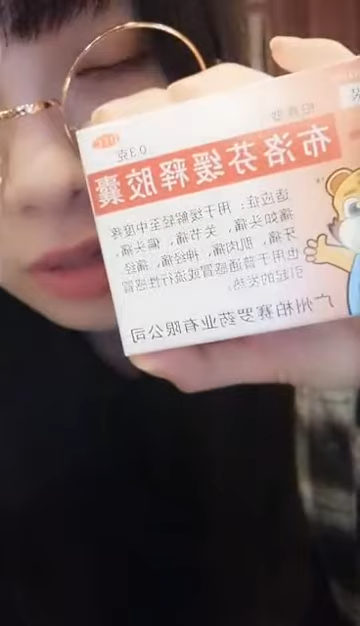 OTC
0.3克
布洛芬缓释胶囊
适应症：用于缓解轻至中度疼
痛如头痛、关节痛、偏头痛、
牙痛、肌肉痛、神经痛、痛经。
也用于普通感冒或流行性感冒
引起的发热。
广州柏赛罗药业有限公司